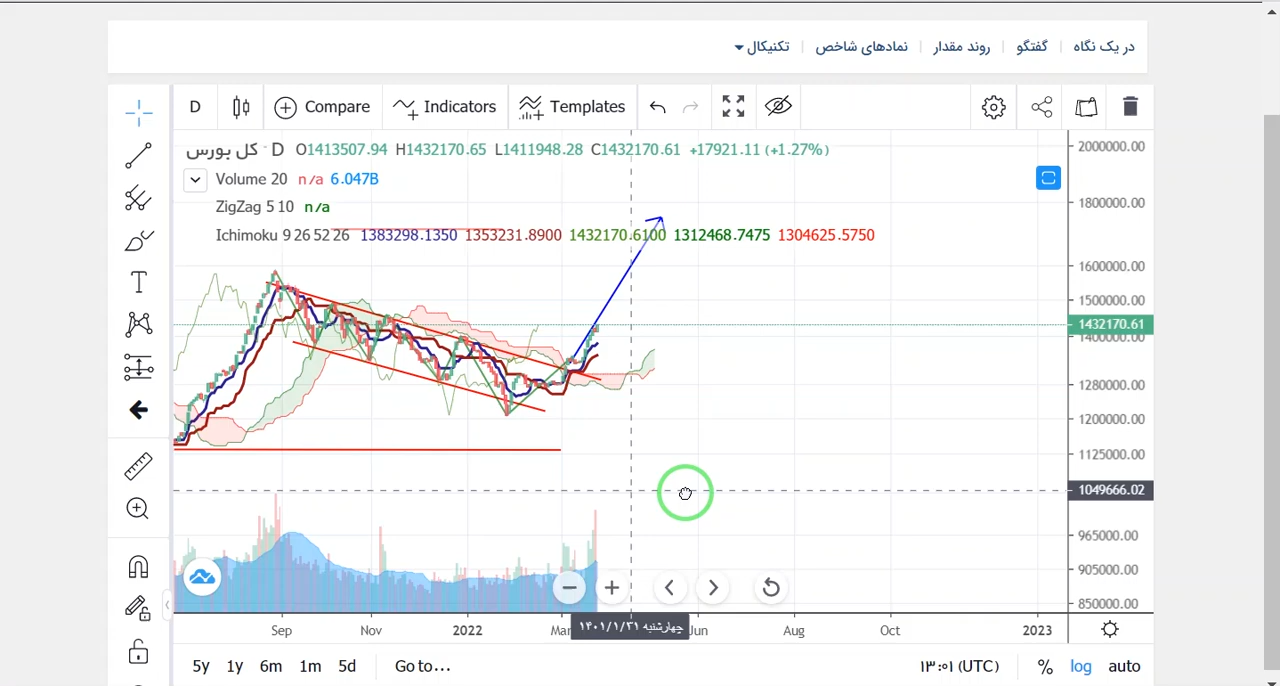 در یک نگاه | گفتگو | روند مقدار | نمادهای شاخص | تکنیکال
D Compare Indicators Templates
کل بورس D O1413507.94 H1432170.65 L1411948.28 C1432170.61 +17921.11 (+1.27%)
Volume 20 n/a 6.047B
ZigZag 5 10 n/a
Ichimoku 9 26 52 26 1383298.1350 1353231.8900 1432170.6100 1312468.7475 1304625.5750
2000000.00
1800000.00
1600000.00
1500000.00
1432170.61
1400000.00
1280000.00
1200000.00
1125000.00
1049666.02
965000.00
905000.00
850000.00
Sep Nov 2022 Mar چهارشنبه ۱۴۰۱/۱/۳۱ Jun Aug Oct 2023
5y 1y 6m 1m 5d Go to... ۱۳:۰۱ (UTC) % log auto